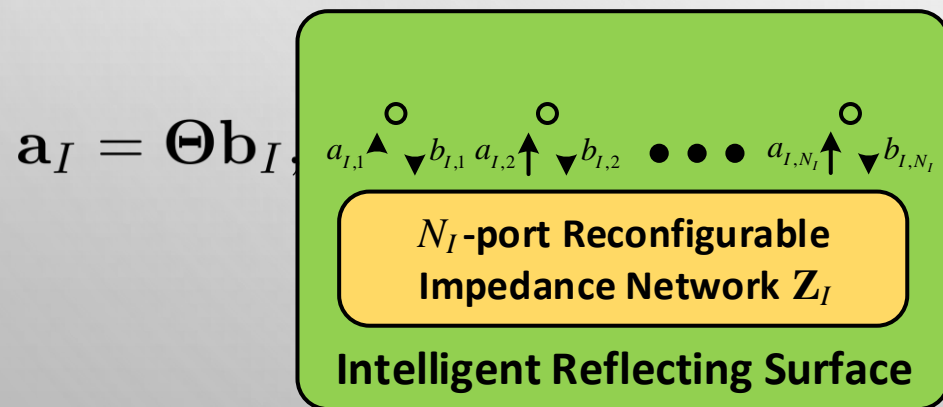 𝐚_I = 𝚯𝐛_I,
a_{I,1} b_{I,1} a_{I,2} b_{I,2} ● ● ● a_{I,N_I} b_{I,N_I}
N_I-port Reconfigurable
Impedance Network 𝐙_I
Intelligent Reflecting Surface